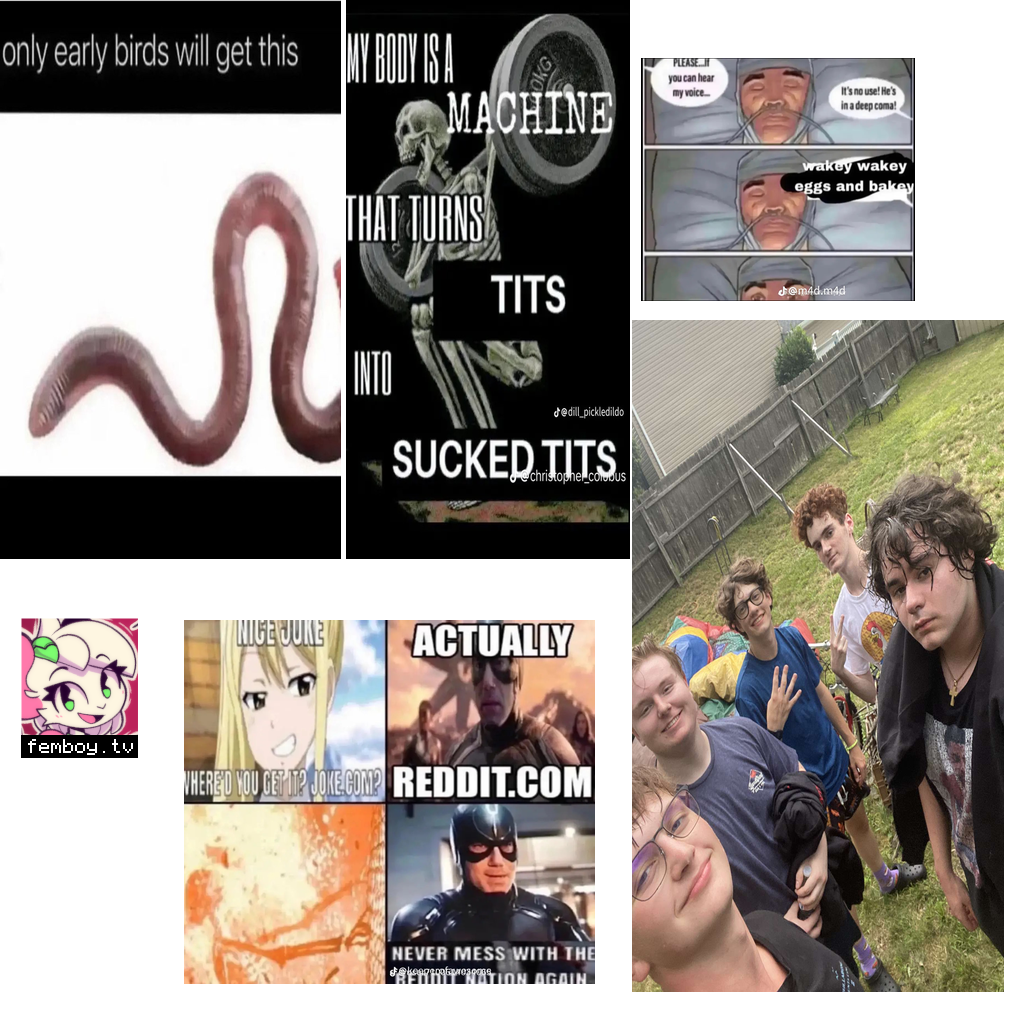 only early birds will get this
MY BODY IS A
MACHINE
THAT TURNS
TITS
INTO
@dill_pickledildo
SUCKED TITS
@christopher_colubus
PLEASE...If
you can hear
my voice...
It's no use! He's
in a deep coma!
wakey wakey
eggs and bakey
@m4d.m4d
femboy.tv
NICE JOKE
WHERE'D YOU GET IT? JOKE.COM?
ACTUALLY
REDDIT.COM
NEVER MESS WITH THE
REDDIT NATION AGAIN